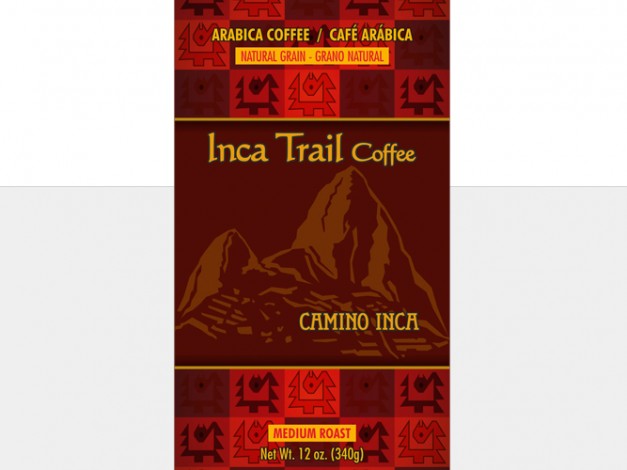 ARABICA COFFEE / CAFÉ ARÁBICA
NATURAL GRAIN - GRANO NATURAL
Inca Trail Coffee
CAMINO INCA
MEDIUM ROAST
Net Wt. 12 oz. (340g)